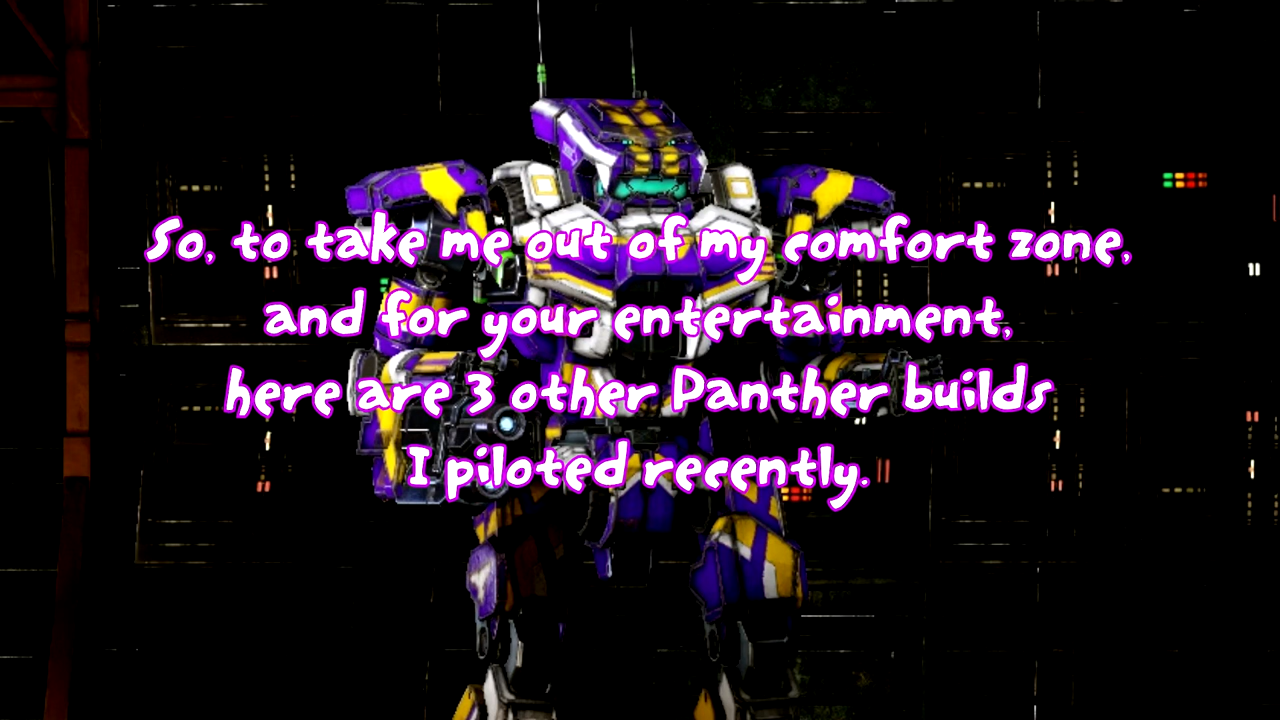 So, to take me out of my comfort zone,
and for your entertainment,
here are 3 other Panther builds
I piloted recently.